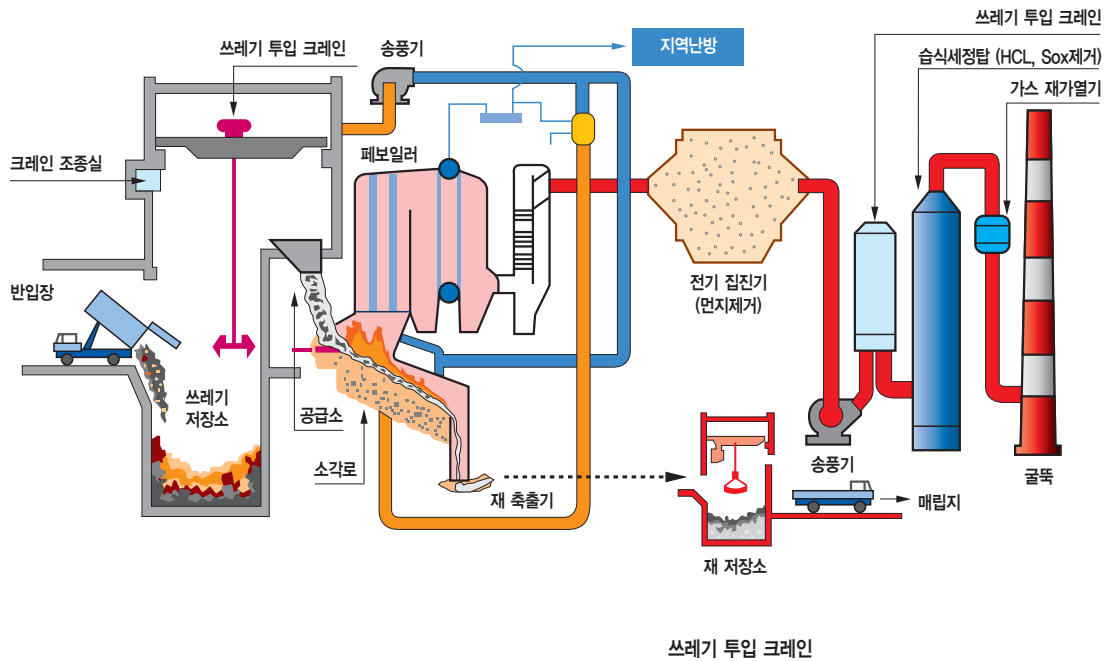 쓰레기 투입 크레인
쓰레기 투입 크레인
송풍기
지역난방
습식세정탑 (HCL, Sox제거)
가스 재가열기
크레인 조종실
페보일러
반입장
전기 집진기
(먼지제거)
쓰레기
저장소
공급소
소각로
재 축출기
송풍기
굴뚝
매립지
재 저장소
쓰레기 투입 크레인